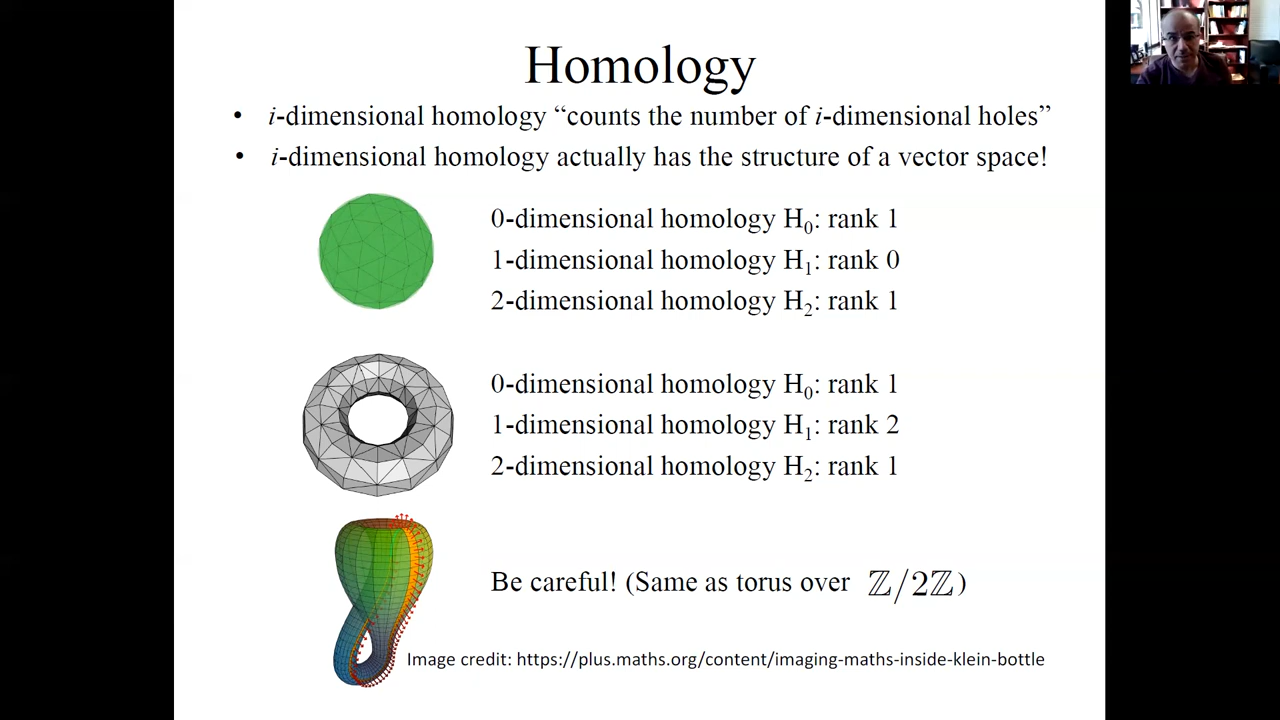 Homology
• i-dimensional homology “counts the number of i-dimensional holes”
• i-dimensional homology actually has the structure of a vector space!
0-dimensional homology H₀: rank 1
1-dimensional homology H₁: rank 0
2-dimensional homology H₂: rank 1
0-dimensional homology H₀: rank 1
1-dimensional homology H₁: rank 2
2-dimensional homology H₂: rank 1
Be careful! (Same as torus over ℤ/2ℤ)
Image credit: https://plus.maths.org/content/imaging-maths-inside-klein-bottle